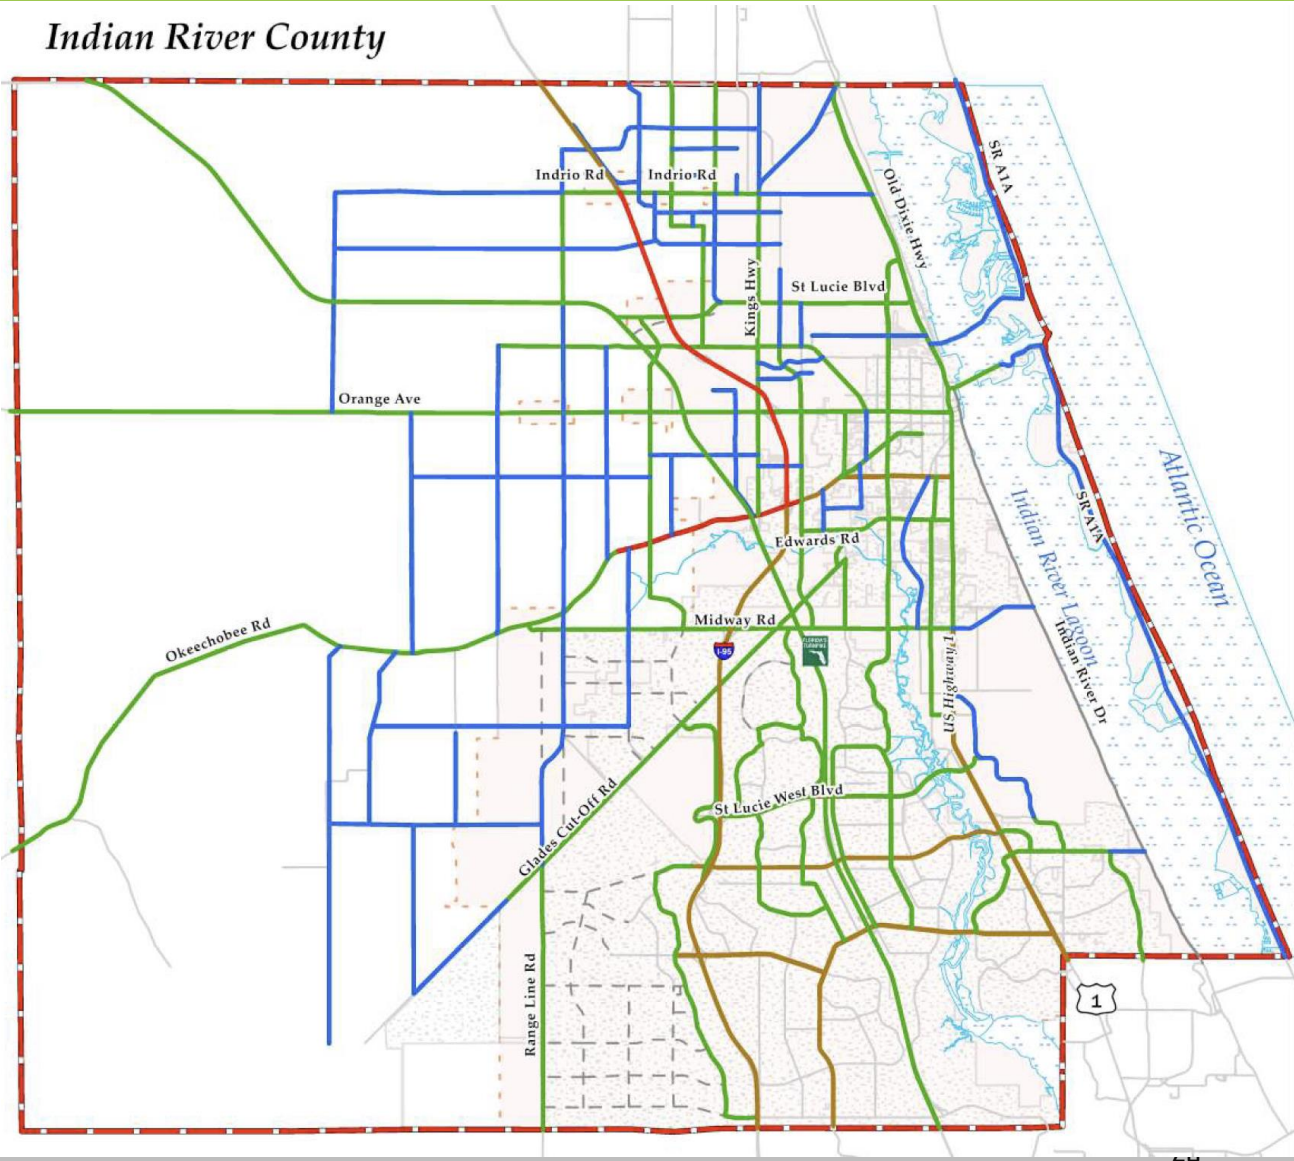 Indian River County
SR A1A
Indrio Rd
Indrio Rd
Old Dixie Hwy
Kings Hwy
St Lucie Blvd
Orange Ave
Atlantic Ocean
SR A1A
Indian River Lagoon
Edwards Rd
Midway Rd
Okeechobee Rd
I-95
FLORIDA'S
TURNPIKE
Indian River Dr
US Highway 1
St Lucie West Blvd
Glades Cut-Off Rd
Range Line Rd
1